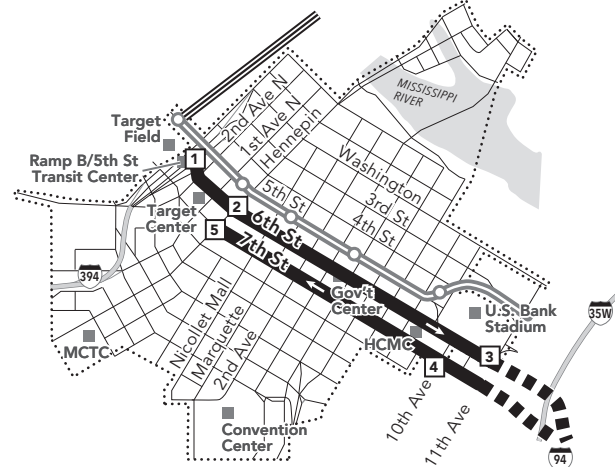 MISSISSIPPI
RIVER
2nd Ave N
1st Ave N
Hennepin
Target
Field
Ramp B/5th St
Transit Center
1
Washington
3rd St
4th St
5th St
Target
Center
2
6th St
5
7th St
394
Gov't
Center
U.S. Bank
Stadium
35W
Nicollet Mall
Marquette
2nd Ave
MCTC
HCMC
3
4
10th Ave
11th Ave
Convention
Center
94